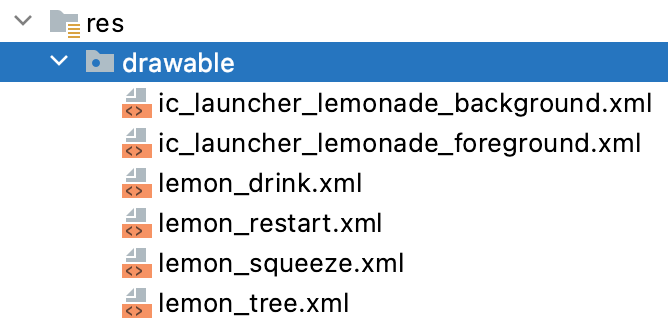 res
drawable
ic_launcher_lemonade_background.xml
ic_launcher_lemonade_foreground.xml
lemon_drink.xml
lemon_restart.xml
lemon_squeeze.xml
lemon_tree.xml